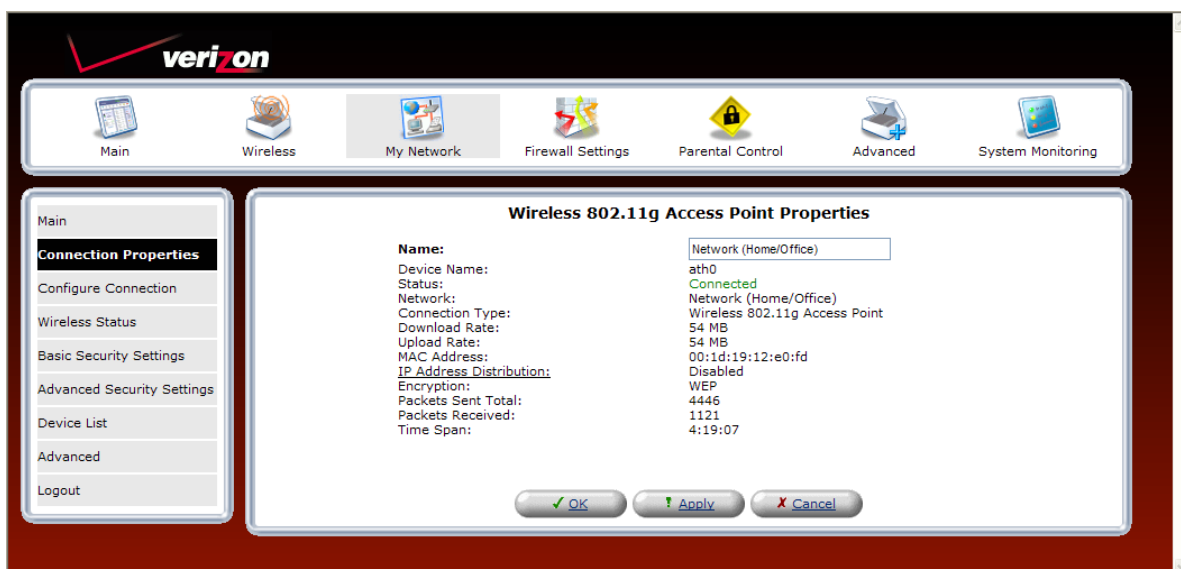 verizon
Main Wireless My Network Firewall Settings Parental Control Advanced System Monitoring
Main
Connection Properties
Configure Connection
Wireless Status
Basic Security Settings
Advanced Security Settings
Device List
Advanced
Logout
Wireless 802.11g Access Point Properties
Name: Network (Home/Office)
Device Name: ath0
Status: Connected
Network: Network (Home/Office)
Connection Type: Wireless 802.11g Access Point
Download Rate: 54 MB
Upload Rate: 54 MB
MAC Address: 00:1d:19:12:e0:fd
IP Address Distribution: Disabled
Encryption: WEP
Packets Sent Total: 4446
Packets Received: 1121
Time Span: 4:19:07
OK Apply Cancel